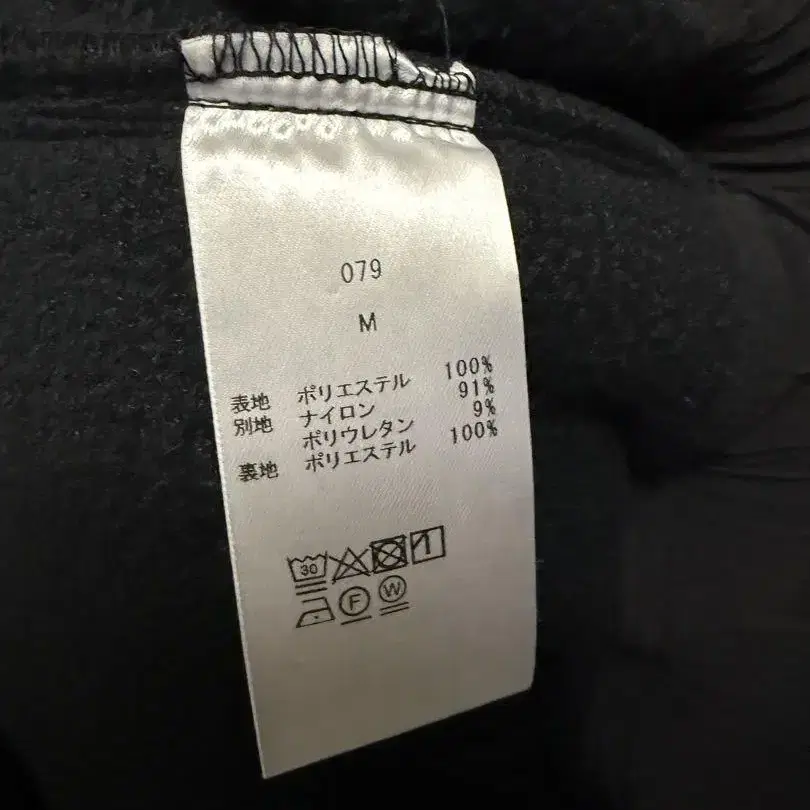 079
M
表地 ポリエステル 100%
別地 ナイロン 91%
ポリウレタン 9%
裏地 ポリエステル 100%
30
F W